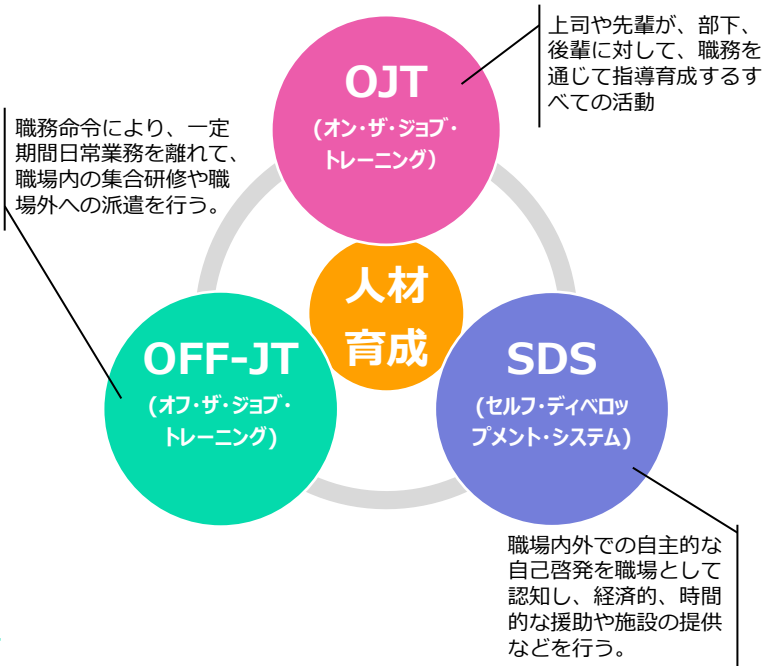 上司や先輩が、部下、
後輩に対して、職務を
通じて指導育成するす
べての活動
OJT
(オン・ザ・ジョブ・
トレーニング)
職務命令により、一定
期間日常業務を離れて、
職場内の集合研修や職
場外への派遣を行う。
人材
育成
OFF-JT
(オフ・ザ・ジョブ・
トレーニング)
SDS
(セルフ・ディベロッ
プメント・システム)
職場内外での自主的な
自己啓発を職場として
認知し、経済的、時間
的な援助や施設の提供
などを行う。